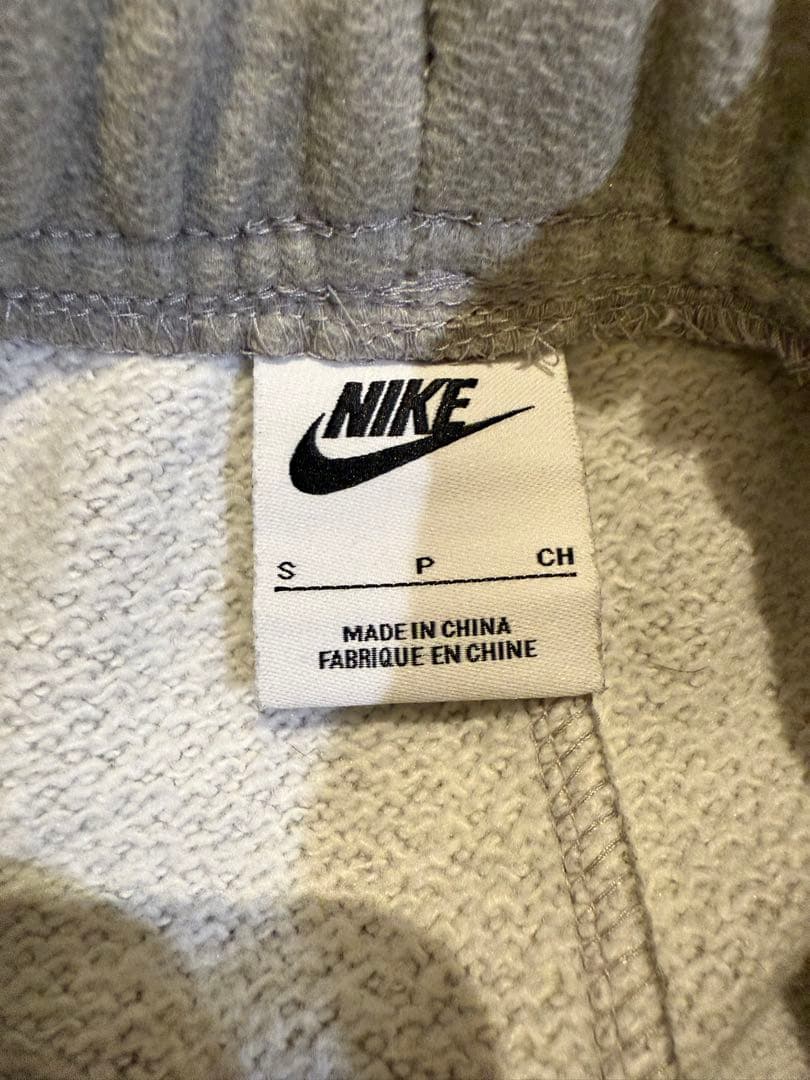 NIKE
S P CH
MADE IN CHINA
FABRIQUE EN CHINE